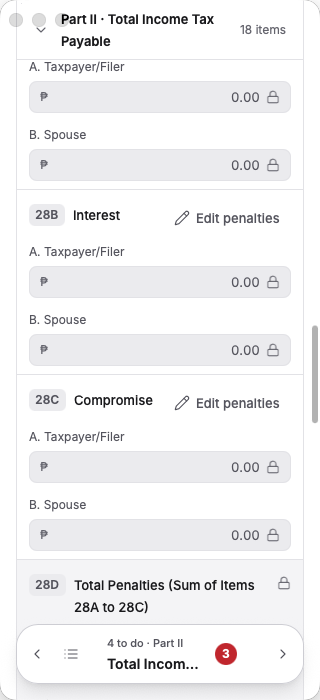 Part II · Total Income Tax
Payable
18 items
A. Taxpayer/Filer
₱ 0.00
B. Spouse
₱ 0.00
28B Interest Edit penalties
A. Taxpayer/Filer
₱ 0.00
B. Spouse
₱ 0.00
28C Compromise Edit penalties
A. Taxpayer/Filer
₱ 0.00
B. Spouse
₱ 0.00
28D Total Penalties (Sum of Items
28A to 28C)
4 to do · Part II
Total Incom...
3